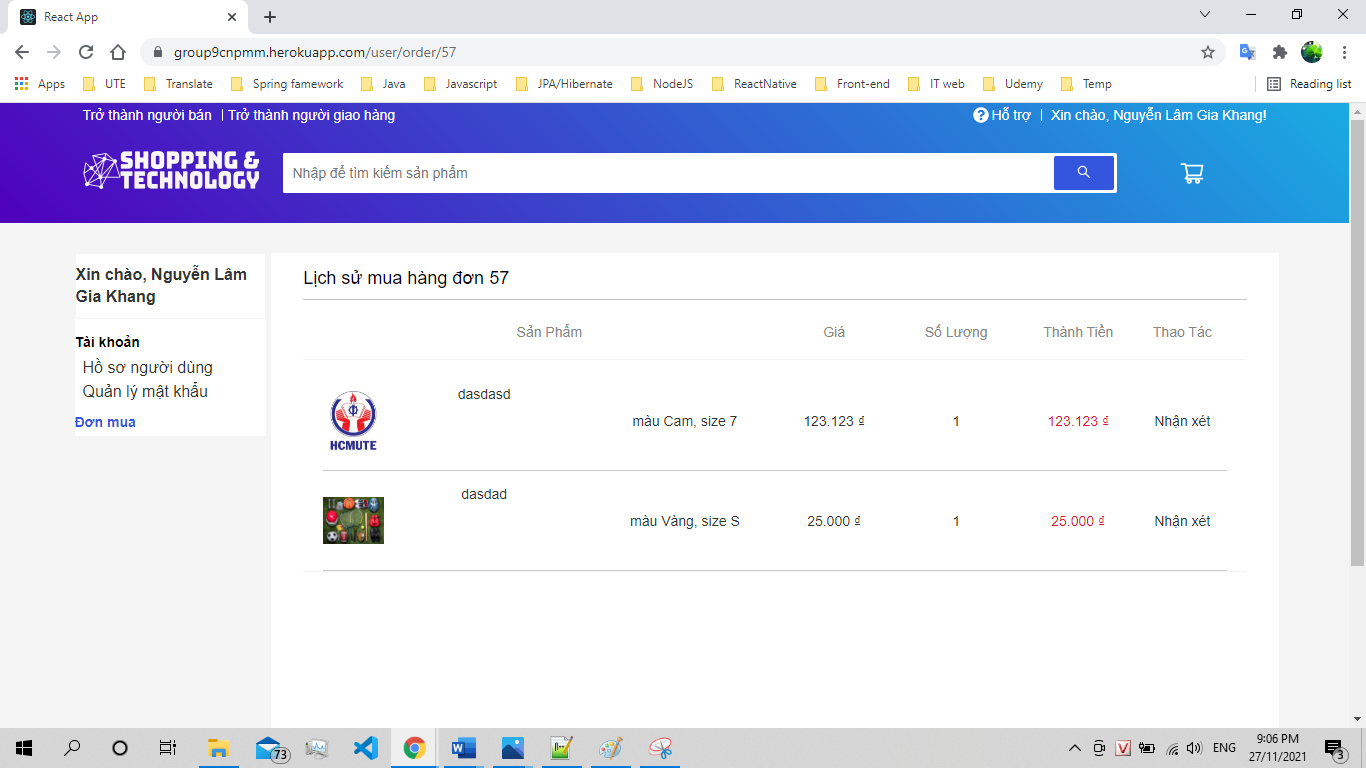 React App
group9cnpmm.herokuapp.com/user/order/57
Apps UTE Translate Spring famework Java Javascript JPA/Hibernate NodeJS ReactNative Front-end IT web Udemy Temp Reading list
Trở thành người bán Trở thành người giao hàng Hỗ trợ Xin chào, Nguyễn Lâm Gia Khang!
SHOPPING &
TECHNOLOGY
Nhập để tìm kiếm sản phẩm
Xin chào, Nguyễn Lâm
Gia Khang
Tài khoản
Hồ sơ người dùng
Quản lý mật khẩu
Đơn mua
Lịch sử mua hàng đơn 57
Sản Phẩm Giá Số Lượng Thành Tiền Thao Tác
dasdasd
HCMUTE
màu Cam, size 7 123.123 ₫ 1 123.123 ₫ Nhận xét
dasdad
màu Vàng, size S 25.000 ₫ 1 25.000 ₫ Nhận xét
73
ENG
9:06 PM
27/11/2021
3